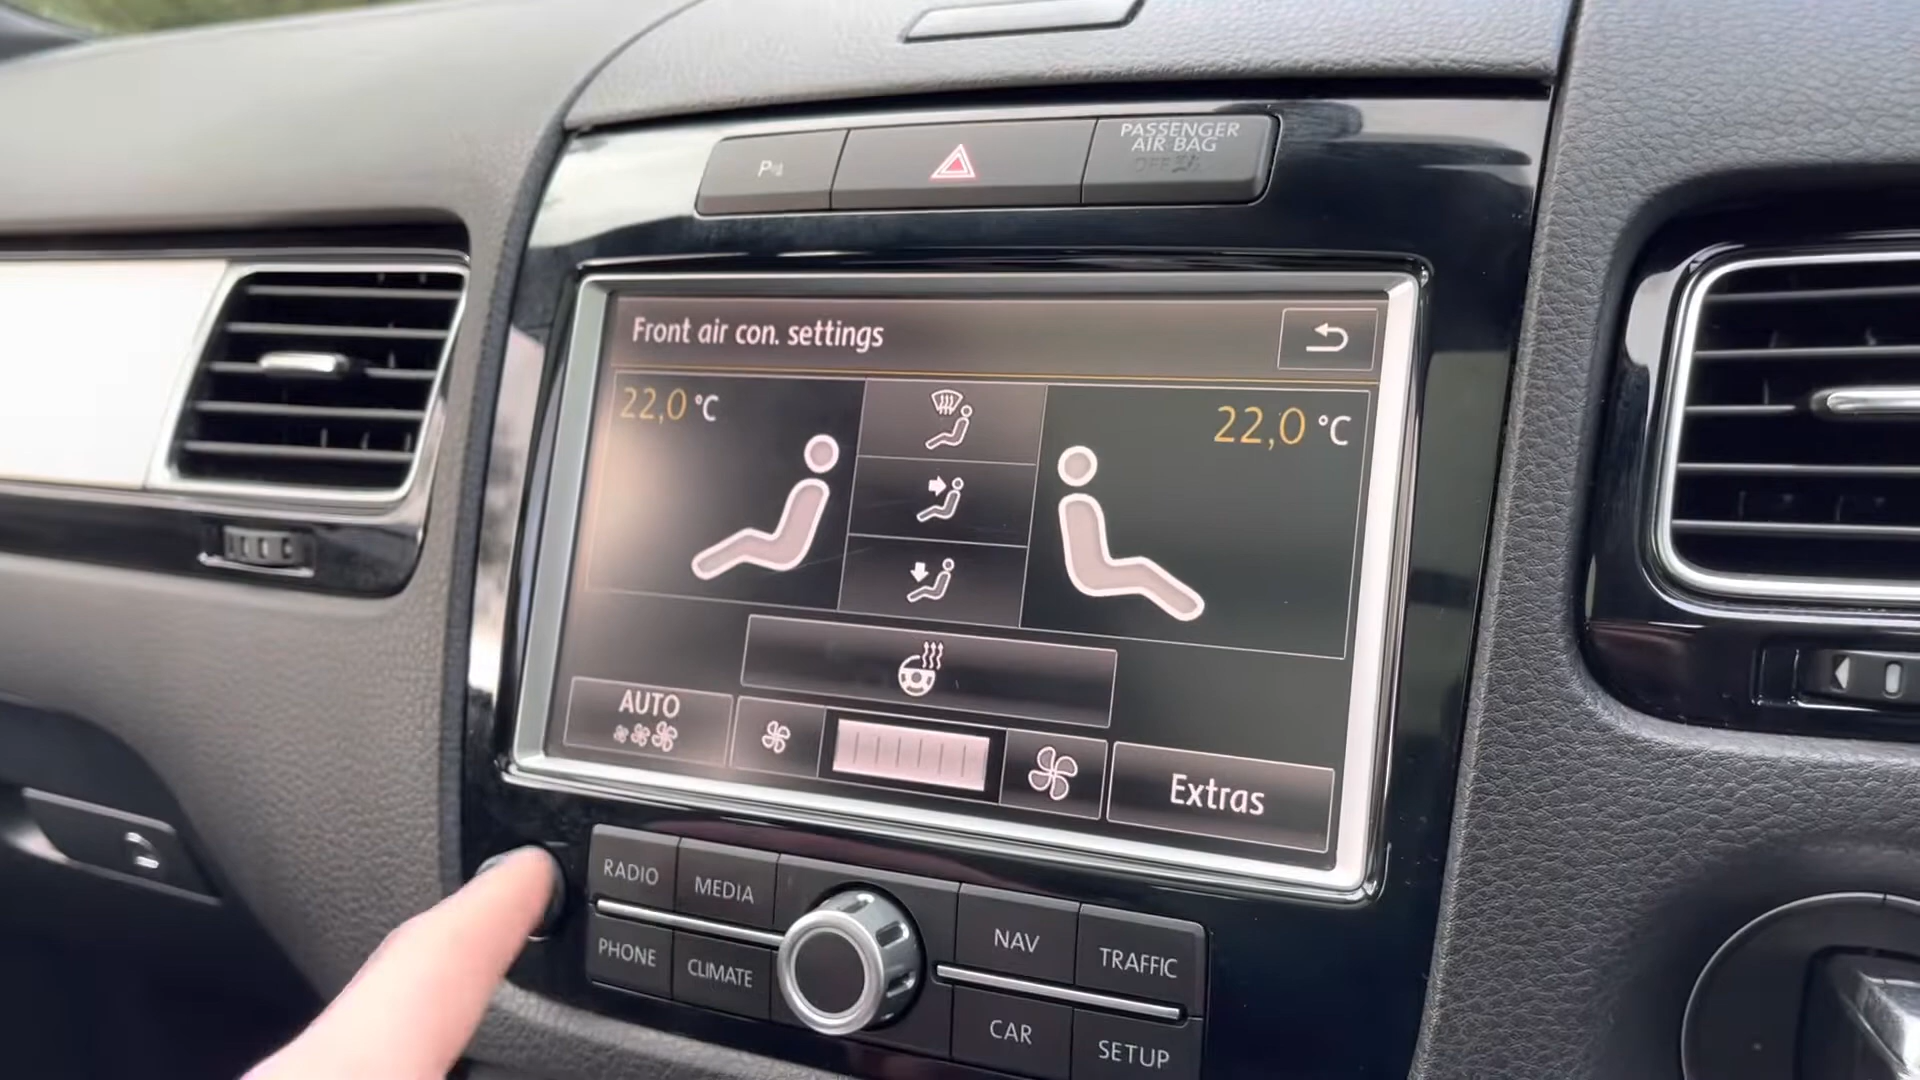 P
PASSENGER
AIR BAG
OFF
Front air con. settings
22,0 °C
22,0 °C
AUTO
Extras
RADIO
MEDIA
NAV
TRAFFIC
PHONE
CLIMATE
CAR
SETUP